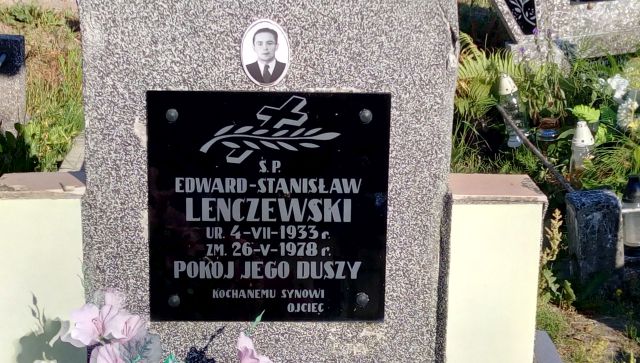 Ś.P.
EDWARD-STANISŁAW
LENCZEWSKI
UR. 4-VII-1933 r.
ZM. 26-V-1978 r.
POKÓJ JEGO DUSZY
KOCHANEMU SYNOWI
OJCIEC